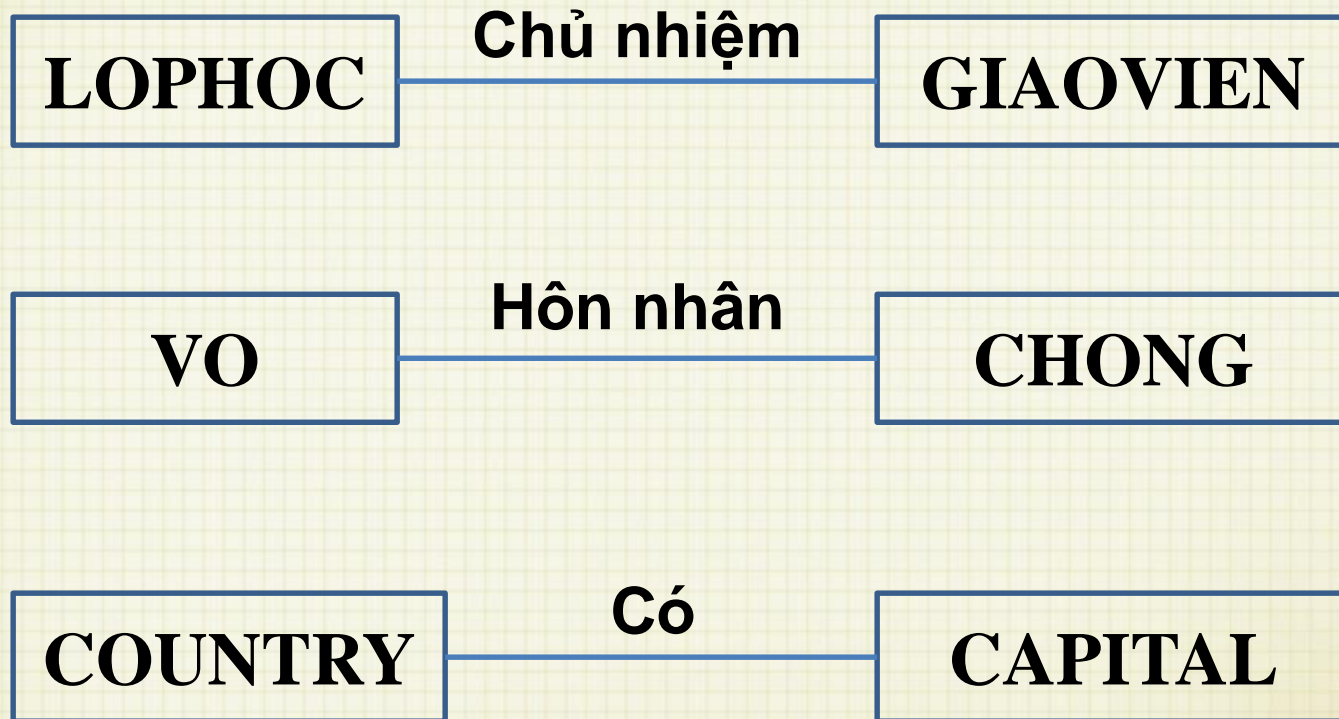 Chủ nhiệm
LOPHOC
GIAOVIEN
Hôn nhân
VO
CHONG
Có
COUNTRY
CAPITAL